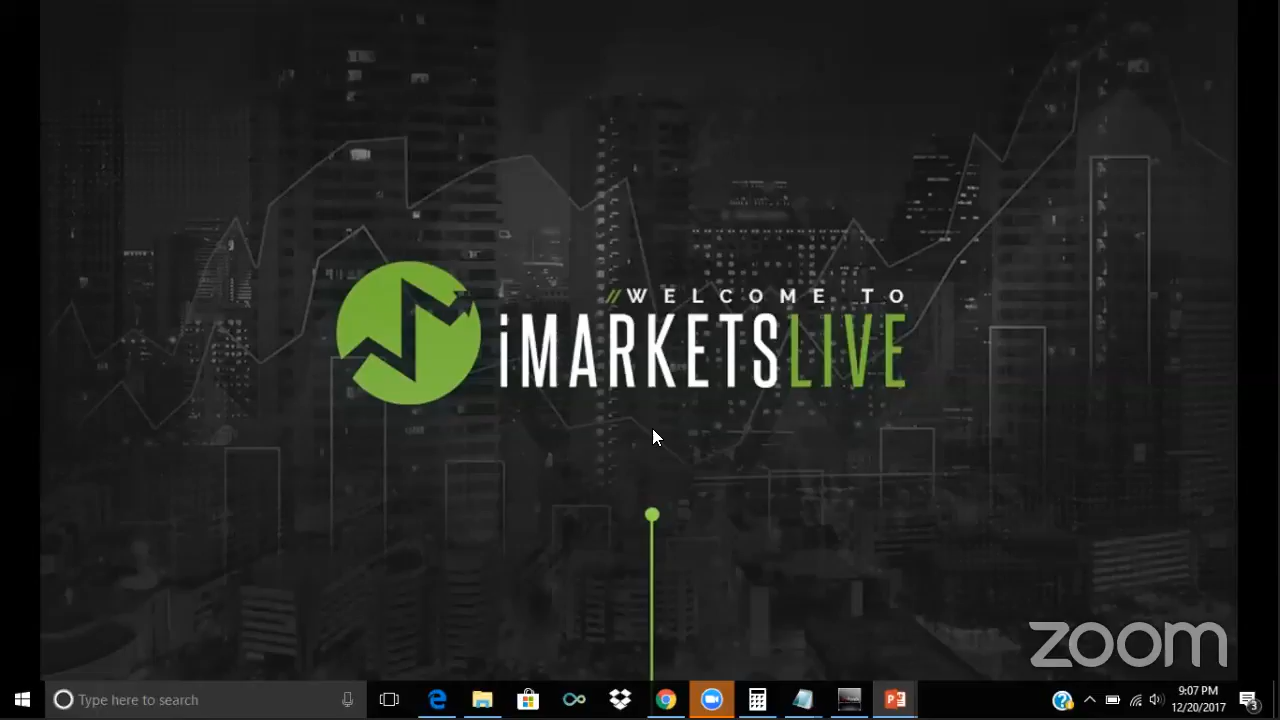 //WELCOME TO
iMARKETSLIVE
zoom
Type here to search
9:07 PM
12/20/2017
3